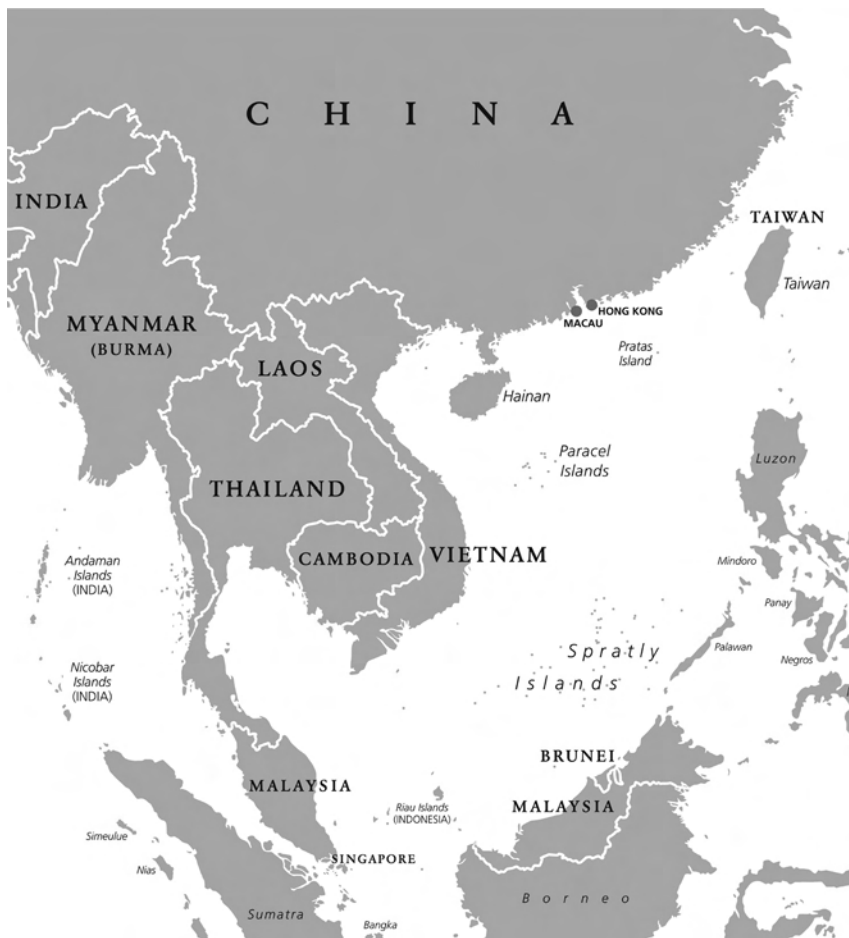 C H I N A
INDIA
TAIWAN
Taiwan
HONG KONG
MACAU
MYANMAR
(BURMA)
Pratas
Island
LAOS
Hainan
Paracel
Islands
Luzon
THAILAND
CAMBODIA
VIETNAM
Andaman
Islands
(INDIA)
Mindoro
Panay
Palawan
Negros
Spratly
Islands
Nicobar
Islands
(INDIA)
BRUNEI
MALAYSIA
MALAYSIA
Riau Islands
(INDONESIA)
Simeulue
SINGAPORE
Nias
Borneo
Sumatra
Bangka